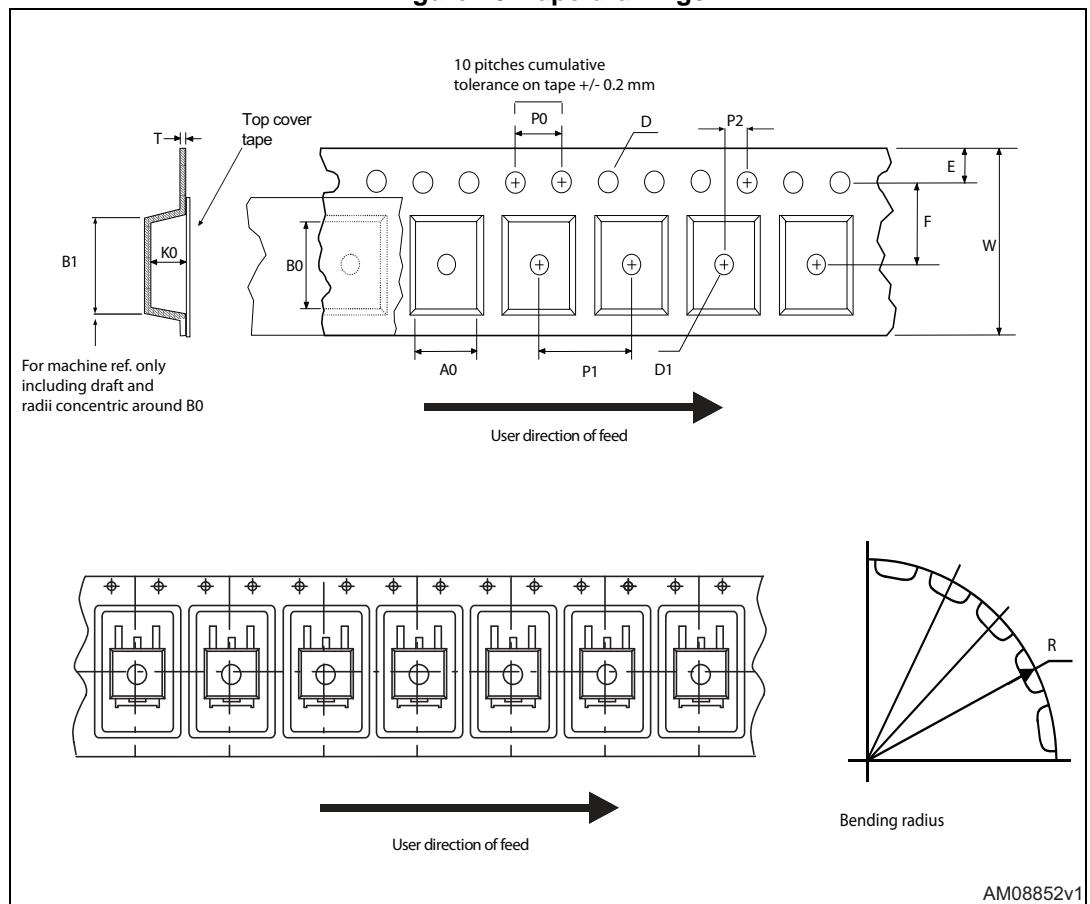 10 pitches cumulative
tolerance on tape +/- 0.2 mm
Top cover
tape
T
P0
D
P2
E
F
W
B1
K0
B0
For machine ref. only
including draft and
radii concentric around B0
A0
P1
D1
User direction of feed
R
Bending radius
User direction of feed
AM08852v1